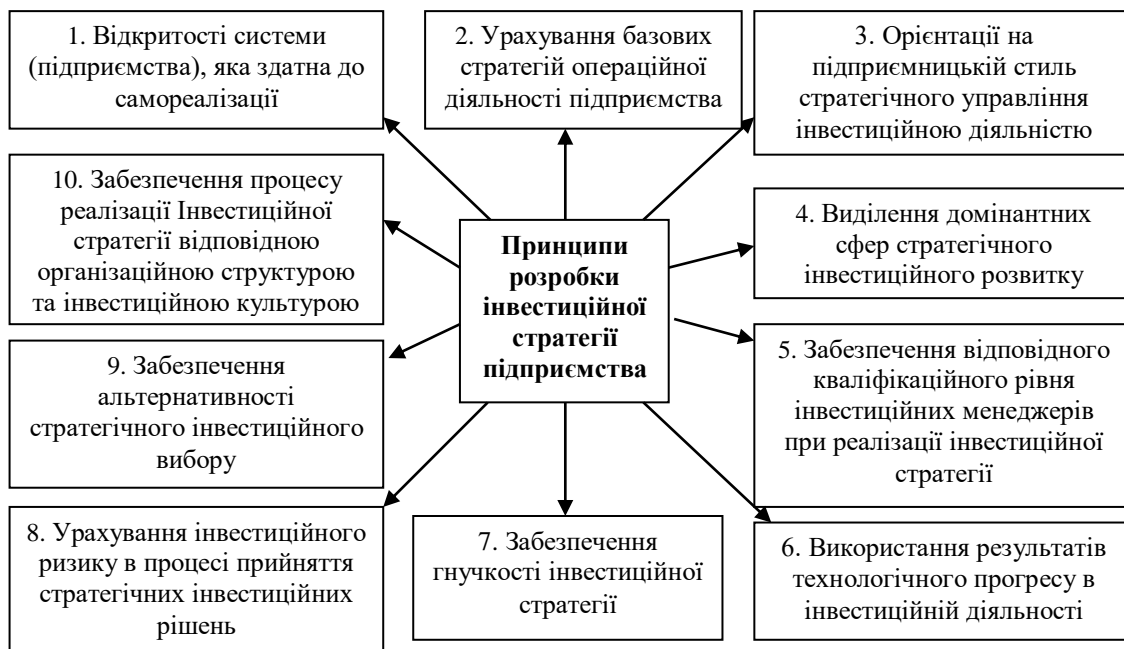 1. Відкритості системи
(підприємства), яка здатна до
самореалізації
2. Урахування базових
стратегій операційної
діяльності підприємства
3. Орієнтації на
підприємницькій стиль
стратегічного управління
інвестиційною діяльністю
10. Забезпечення процесу
реалізації Інвестиційної
стратегії відповідною
організаційною структурою
та інвестиційною культурою
Принципи
розробки
інвестиційної
стратегії
підприємства
4. Виділення домінантних
сфер стратегічного
інвестиційного розвитку
9. Забезпечення
альтернативності
стратегічного інвестиційного
вибору
5. Забезпечення відповідного
кваліфікаційного рівня
інвестиційних менеджерів
при реалізації інвестиційної
стратегії
8. Урахування інвестиційного
ризику в процесі прийняття
стратегічних інвестиційних
рішень
7. Забезпечення
гнучкості інвестиційної
стратегії
6. Використання результатів
технологічного прогресу в
інвестиційній діяльності